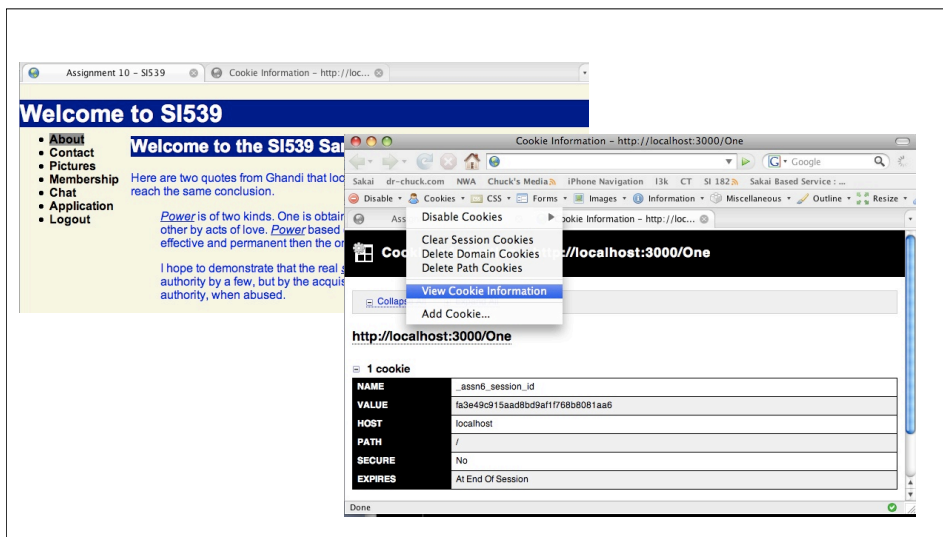 Assignment 10 – SI539
Cookie Information – http://loc...
Welcome to SI539
About
Contact
Pictures
Membership
Chat
Application
Logout
Welcome to the SI539 Sa
Here are two quotes from Ghandi that loo
reach the same conclusion.
Power is of two kinds. One is obtai
other by acts of love. Power based
effective and permanent then the o
I hope to demonstrate that the real
authority by a few, but by the acquis
authority, when abused.
Cookie Information – http://localhost:3000/One
Google
Sakai dr-chuck.com NWA Chuck's Media iPhone Navigation I3k CT SI 182 Sakai Based Service : ...
Disable Cookies CSS Forms Images Information Miscellaneous Outline Resize
Ass
ookie Information – http://loc...
Disable Cookies
Clear Session Cookies
Delete Domain Cookies
Delete Path Cookies
View Cookie Information
Add Cookie...
Coo
://localhost:3000/One
Collap
http://localhost:3000/One
1 cookie
NAME _assn6_session_id
VALUE fa3e49c915aad8bd9af1f768b8081aa6
HOST localhost
PATH /
SECURE No
EXPIRES At End Of Session
Done